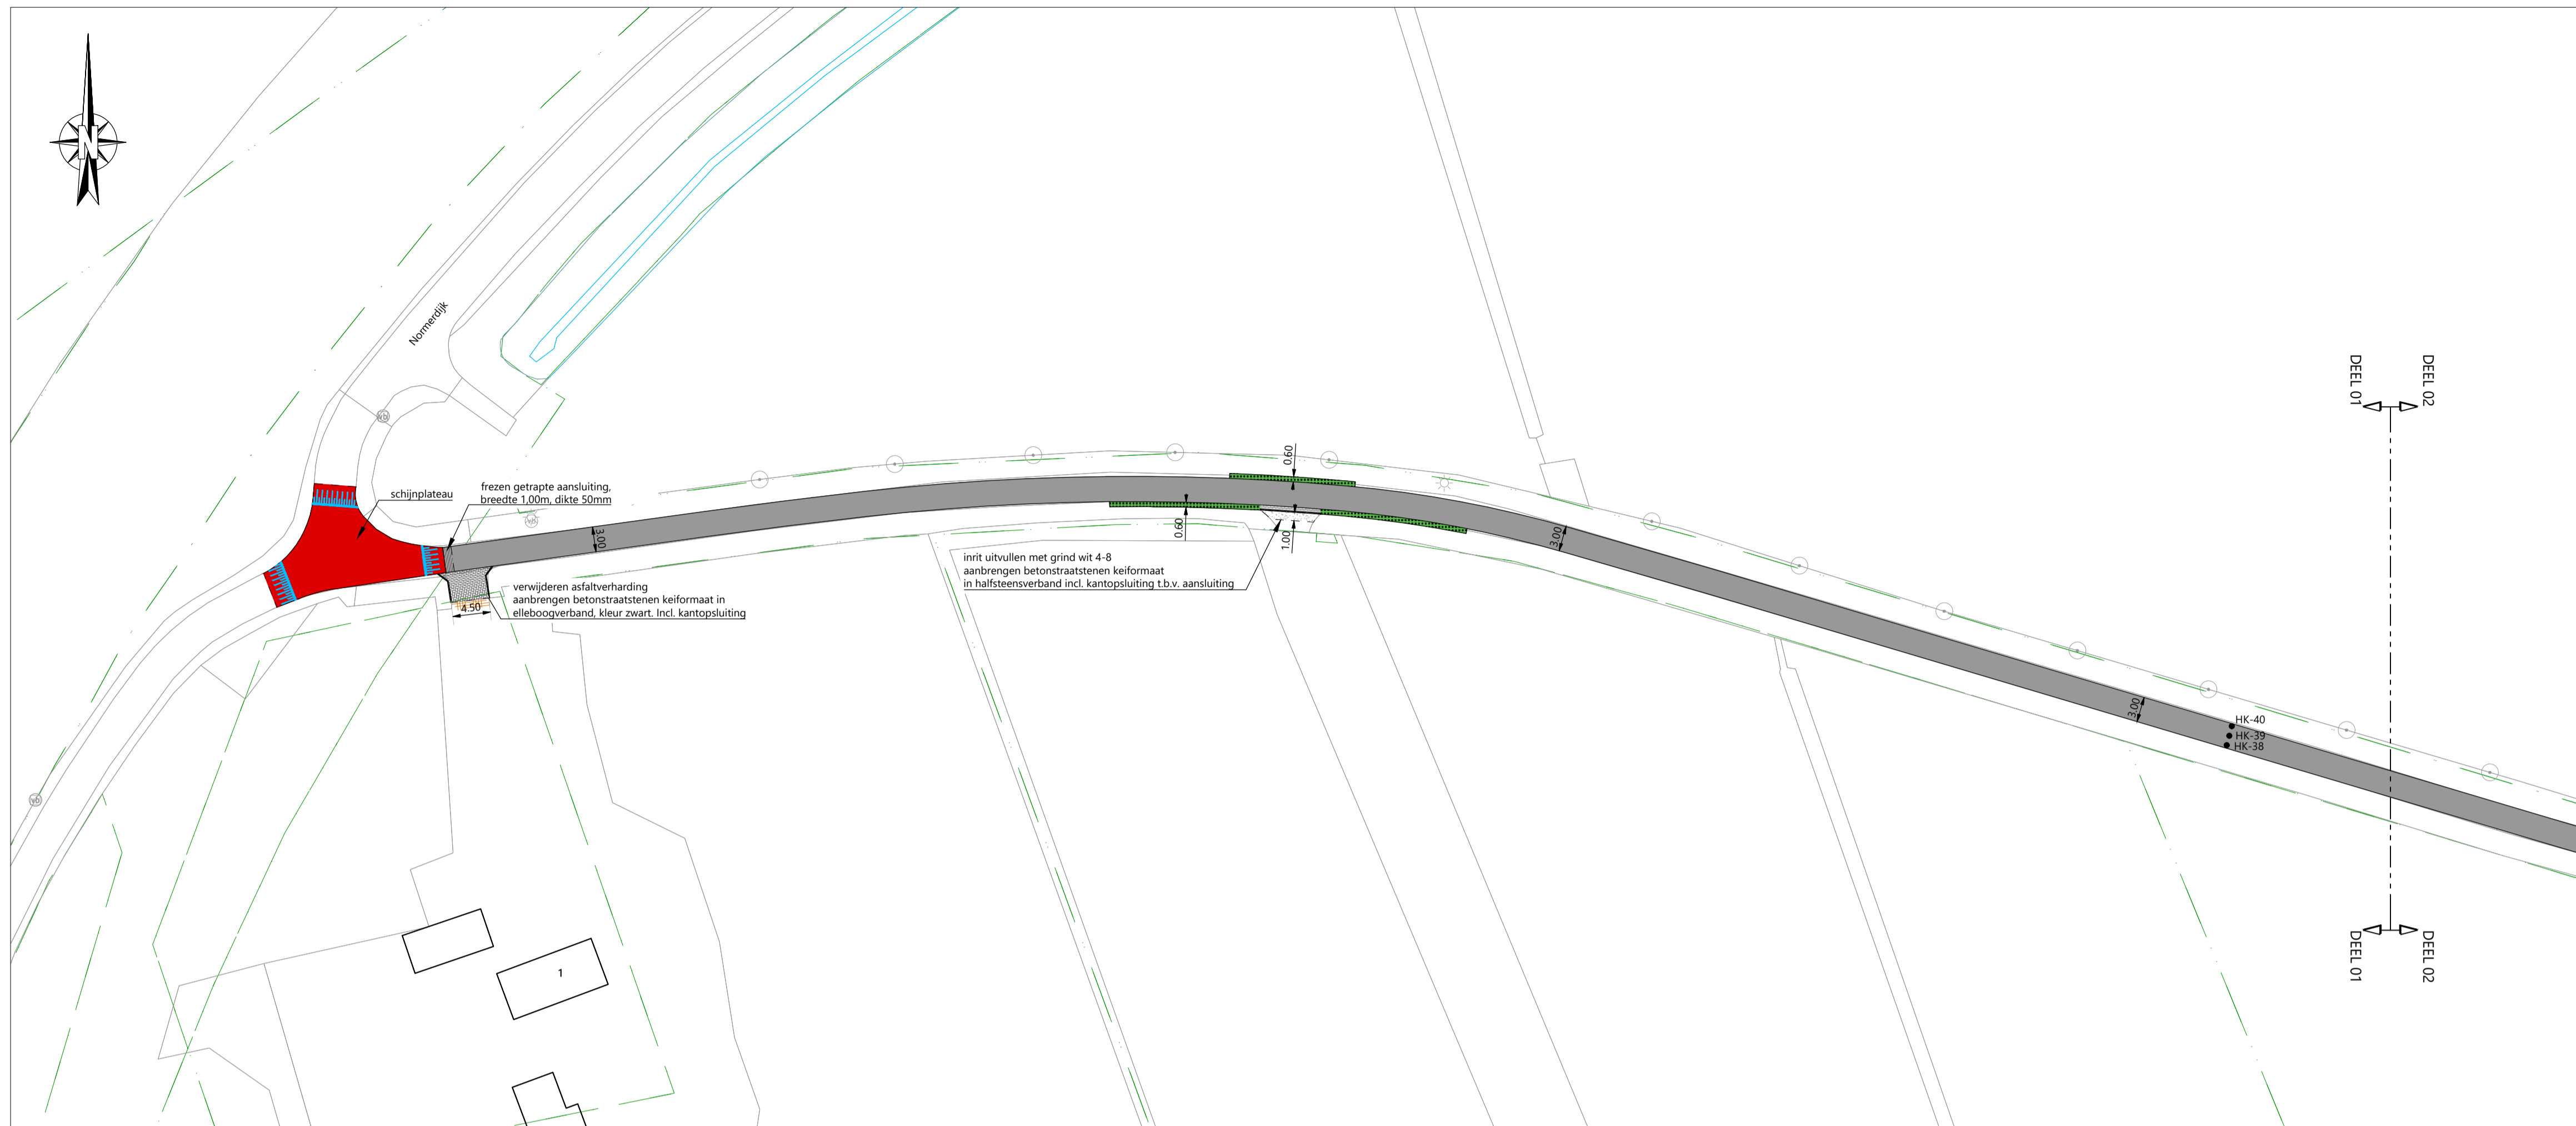 N
Normerdijk
schijnplateau
frezen getrapte aansluiting,
breedte 1,00m, dikte 50mm
3.00
verwijderen asfaltverharding
aanbrengen betonstraatstenen keiformaat in
elleboogverband, kleur zwart. Incl. kantopsluiting
4.50
vb
vb
vb
1
0.60
0.60
1.00
inrit uitvullen met grind wit 4-8
aanbrengen betonstraatstenen keiformaat
in halfsteensverband incl. kantopsluiting t.b.v. aansluiting
3.00
3.00
HK-40
HK-39
HK-38
DEEL 01
DEEL 02
DEEL 01
DEEL 02